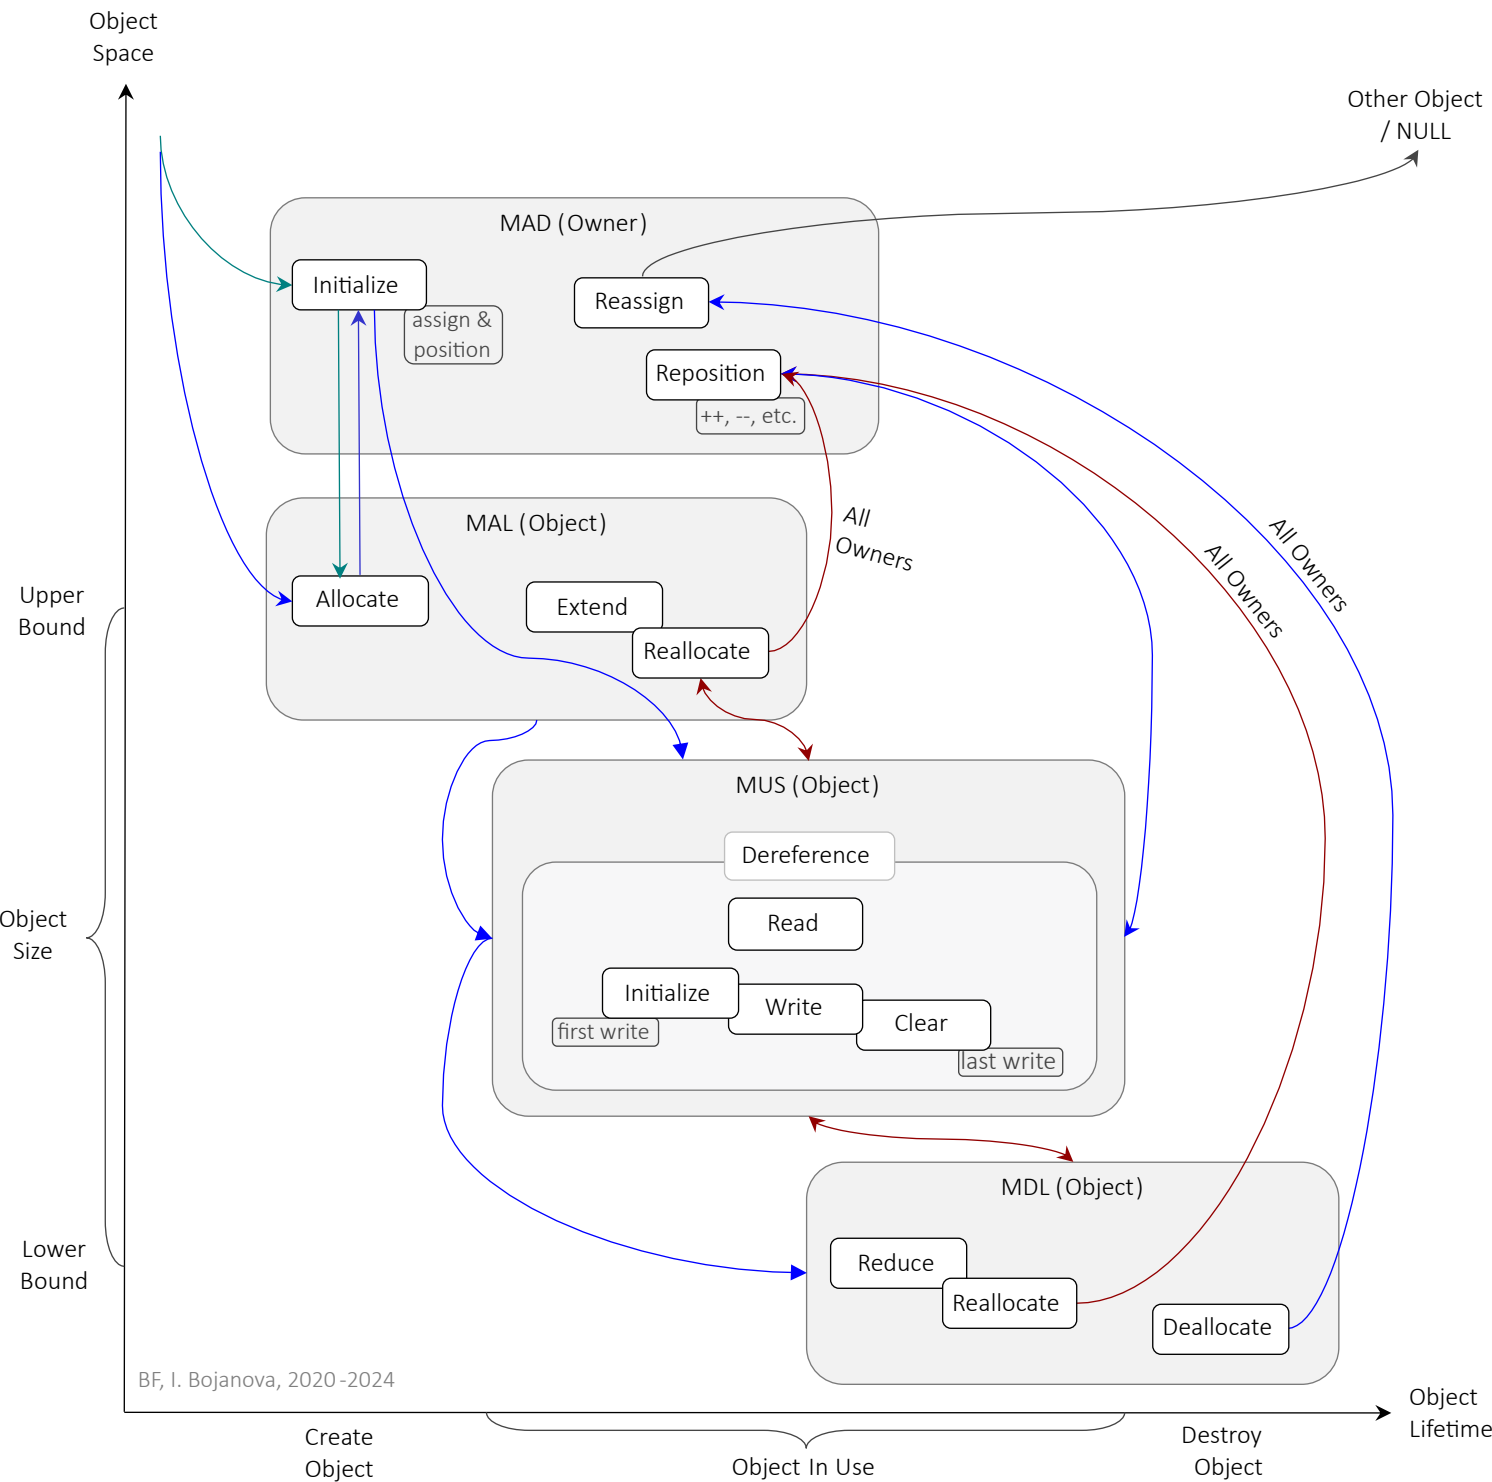 Object
Space
Other Object
/ NULL
MAD (Owner)
Initialize
assign &
position
Reassign
Reposition
++, --, etc.
MAL (Object)
Allocate
Extend
Reallocate
All
Owners
All Owners
All Owners
Upper
Bound
MUS (Object)
Dereference
Read
Initialize
first write
Write
Clear
last write
Object
Size
MDL (Object)
Reduce
Reallocate
Deallocate
Lower
Bound
BF, I. Bojanova, 2020-2024
Object
Lifetime
Create
Object
Object In Use
Destroy
Object